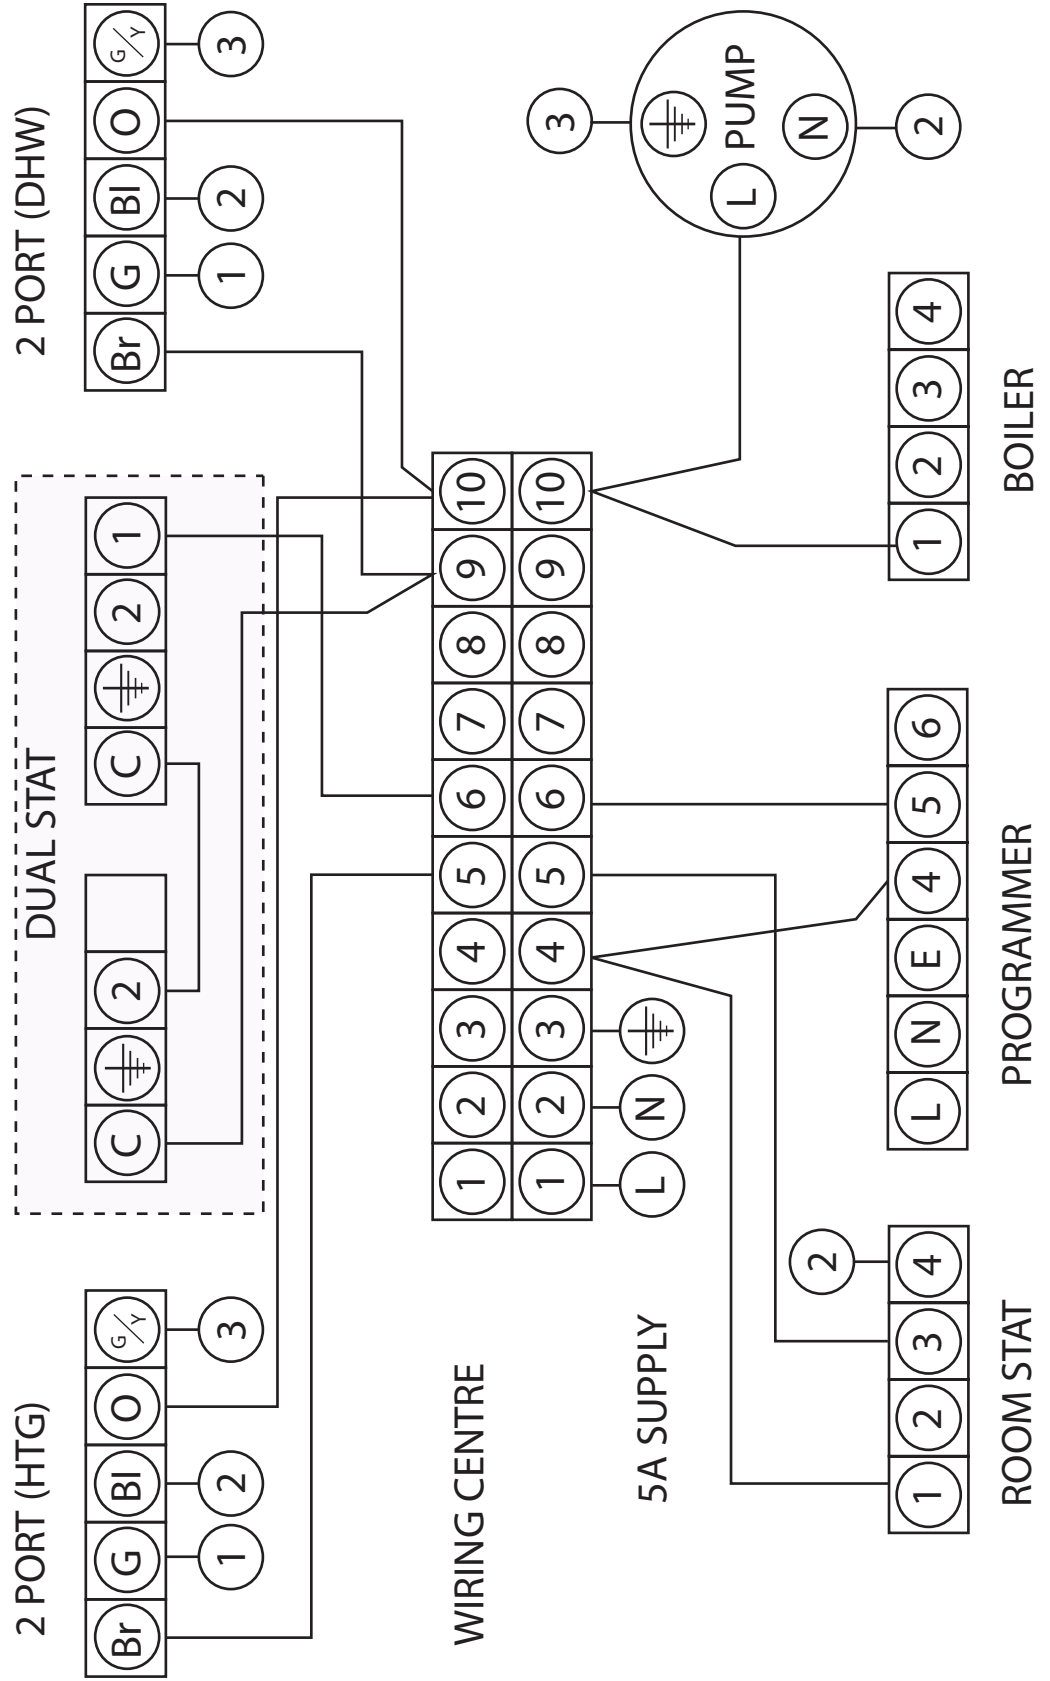 2 PORT (HTG)
DUAL STAT
2 PORT (DHW)
Br G Bl O G/Y
C 2
C 2 1
Br G Bl O G/Y
1 2 3
1 2 3
WIRING CENTRE
1 2 3 4 5 6 7 8 9 10
1 2 3 4 5 6 7 8 9 10
5A SUPPLY
L N
3
L
PUMP
N
2
2
1 2 3 4
L N E 4 5 6
1 2 3 4
ROOM STAT
PROGRAMMER
BOILER